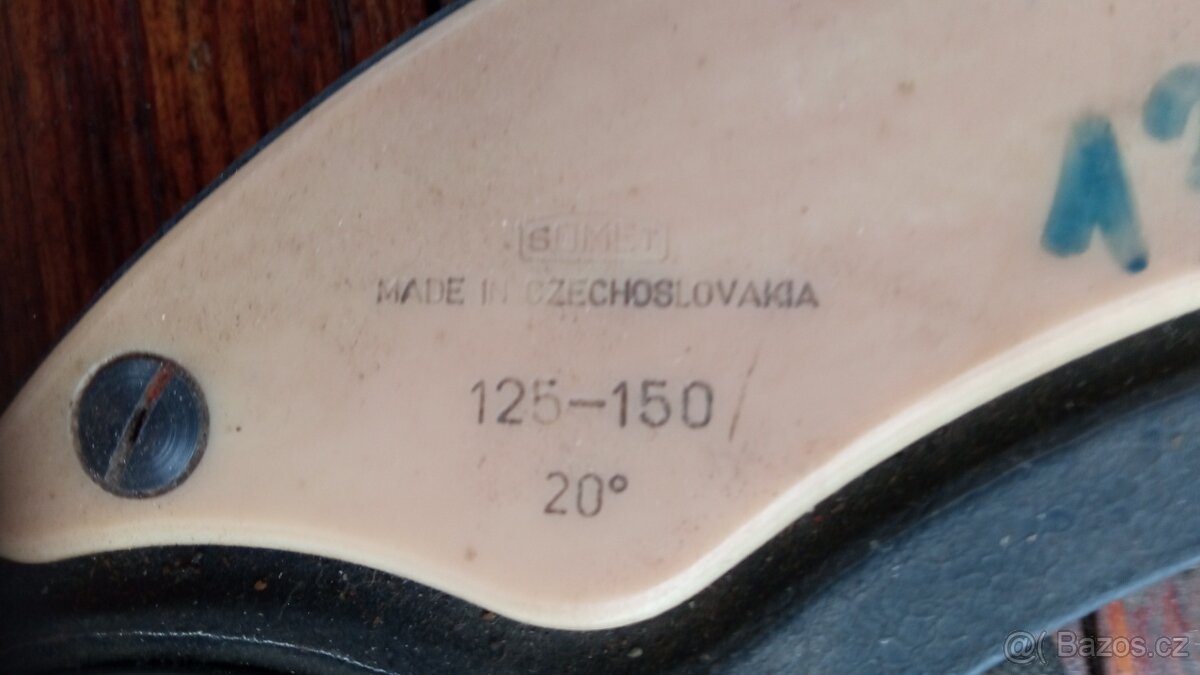 SOMET
MADE IN CZECHOSLOVAKIA
125-150
20°
Bazos.cz